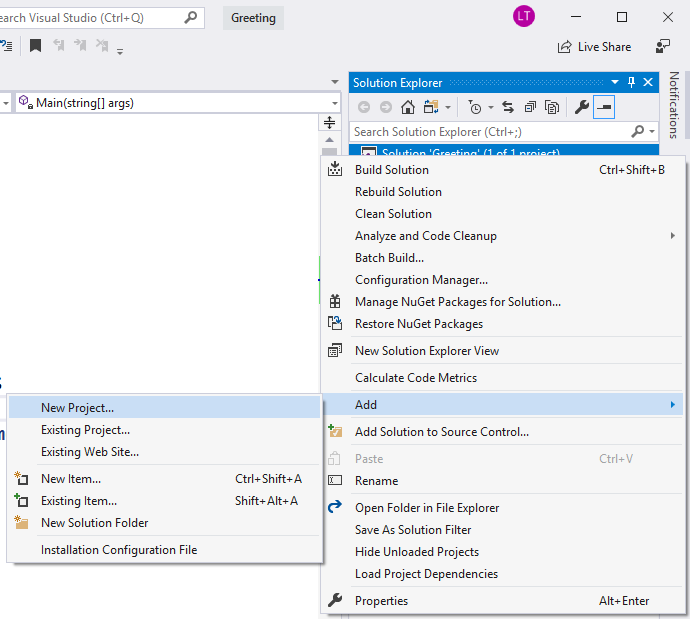 earch Visual Studio (Ctrl+Q)
Greeting
LT
Live Share
Main(string[] args)
Solution Explorer
Search Solution Explorer (Ctrl+;)
Solution 'Greeting' (1 of 1 project)
Notifications
Build Solution Ctrl+Shift+B
Rebuild Solution
Clean Solution
Analyze and Code Cleanup
Batch Build...
Configuration Manager...
Manage NuGet Packages for Solution...
Restore NuGet Packages
New Solution Explorer View
Calculate Code Metrics
Add
Add Solution to Source Control...
Paste Ctrl+V
Rename
Open Folder in File Explorer
Save As Solution Filter
Hide Unloaded Projects
Load Project Dependencies
Properties Alt+Enter
New Project...
Existing Project...
Existing Web Site...
New Item... Ctrl+Shift+A
Existing Item... Shift+Alt+A
New Solution Folder
Installation Configuration File